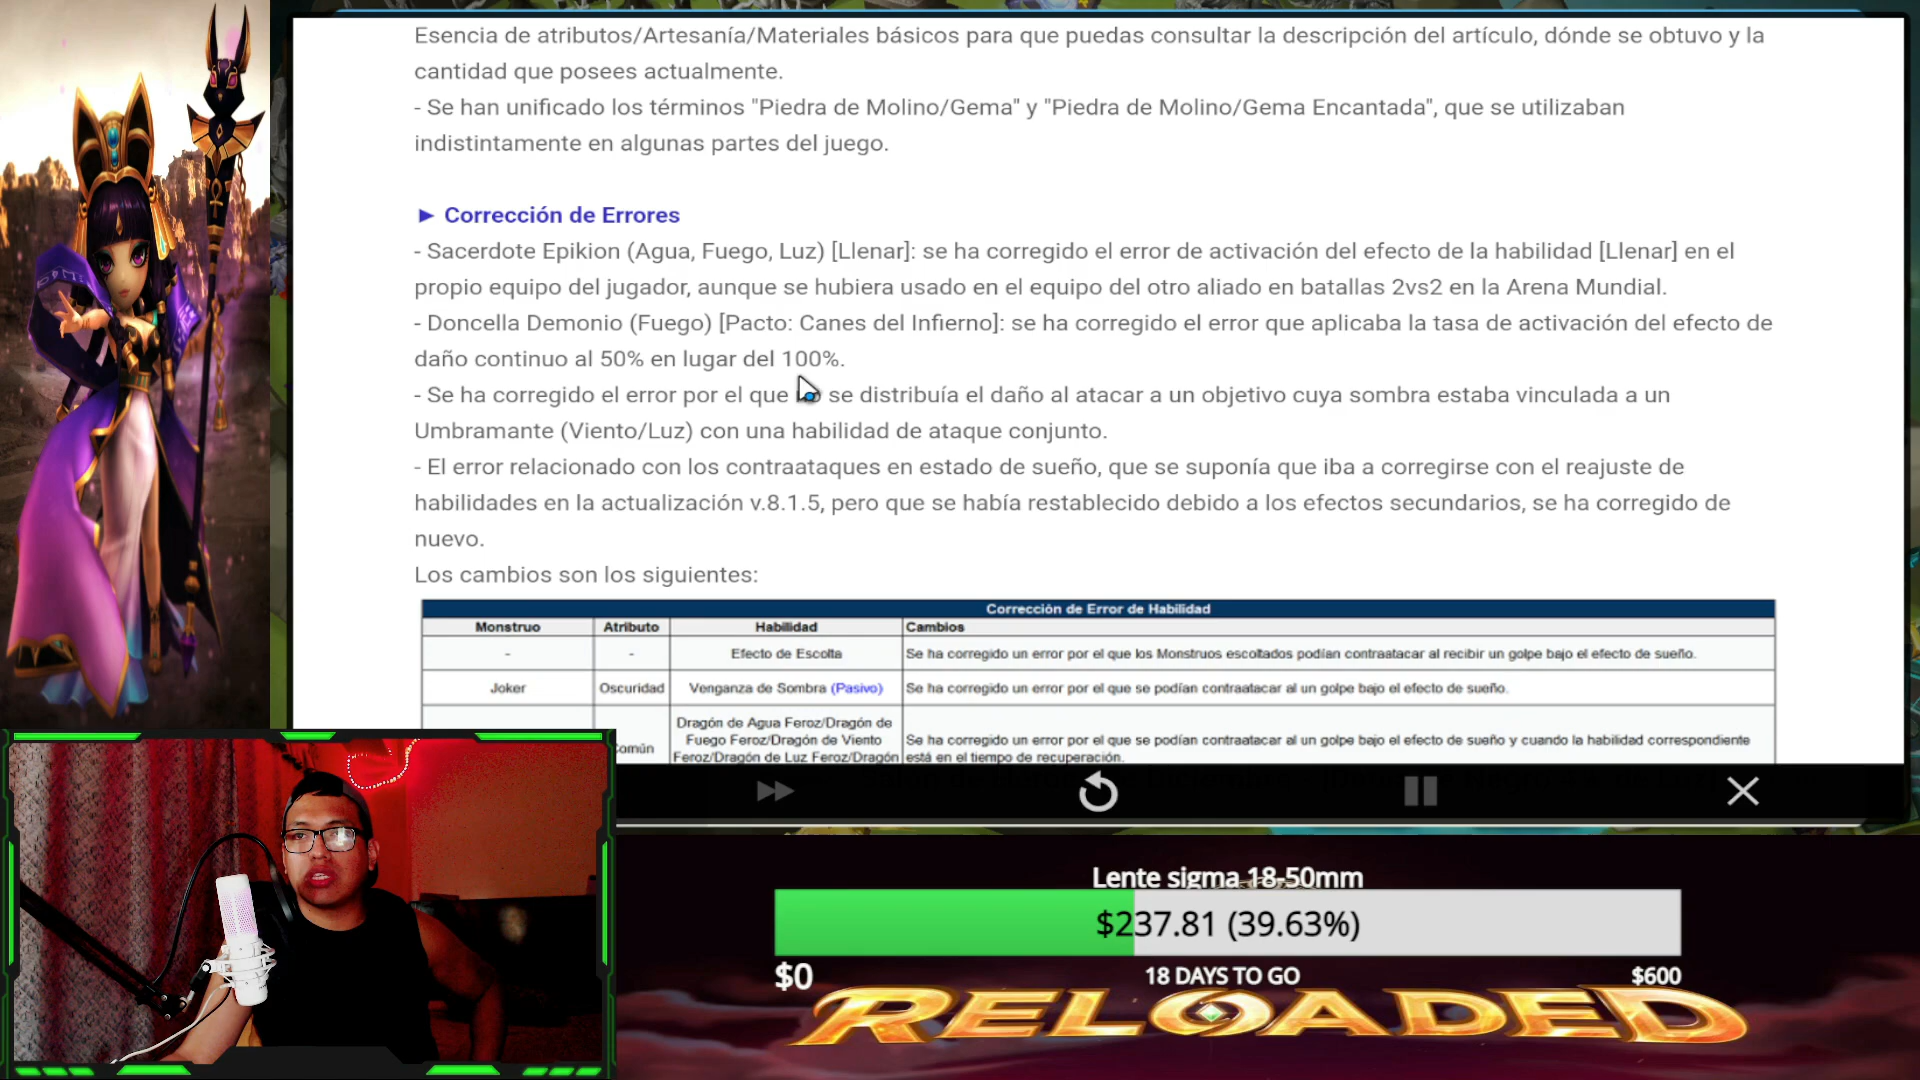 Esencia de atributos/Artesanía/Materiales básicos para que puedas consultar la descripción del artículo, dónde se obtuvo y la
cantidad que posees actualmente.
- Se han unificado los términos "Piedra de Molino/Gema" y "Piedra de Molino/Gema Encantada", que se utilizaban
indistintamente en algunas partes del juego.
► Corrección de Errores
- Sacerdote Epikion (Agua, Fuego, Luz) [Llenar]: se ha corregido el error de activación del efecto de la habilidad [Llenar] en el
propio equipo del jugador, aunque se hubiera usado en el equipo del otro aliado en batallas 2vs2 en la Arena Mundial.
- Doncella Demonio (Fuego) [Pacto: Canes del Infierno]: se ha corregido el error que aplicaba la tasa de activación del efecto de
daño continuo al 50% en lugar del 100%.
- Se ha corregido el error por el que se distribuía el daño al atacar a un objetivo cuya sombra estaba vinculada a un
Umbramante (Viento/Luz) con una habilidad de ataque conjunto.
- El error relacionado con los contraataques en estado de sueño, que se suponía que iba a corregirse con el reajuste de
habilidades en la actualización v.8.1.5, pero que se había restablecido debido a los efectos secundarios, se ha corregido de
nuevo.
Los cambios son los siguientes:
Corrección de Error de Habilidad
Monstruo Atributo Habilidad Cambios
- - Efecto de Escolta Se ha corregido un error por el que los Monstruos escoltados podían contraatacar al recibir un golpe bajo el efecto de sueño.
Joker Oscuridad Venganza de Sombra (Pasivo) Se ha corregido un error por el que se podían contraatacar al un golpe bajo el efecto de sueño.
Dragón de Agua Feroz/Dragón de
Fuego Feroz/Dragón de Viento
Feroz/Dragón de Luz Feroz/Dragón
Se ha corregido un error por el que se podían contraatacar al un golpe bajo el efecto de sueño y cuando la habilidad correspondiente
está en el tiempo de recuperación.
Lente sigma 18-50mm
$237.81 (39.63%)
$0 18 DAYS TO GO $600
RELOADED